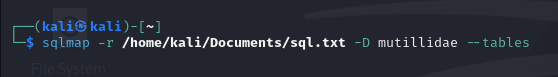 ┌──(kali㉿kali)-[~]
└─$ sqlmap -r /home/kali/Documents/sql.txt -D mutillidae --tables
File System